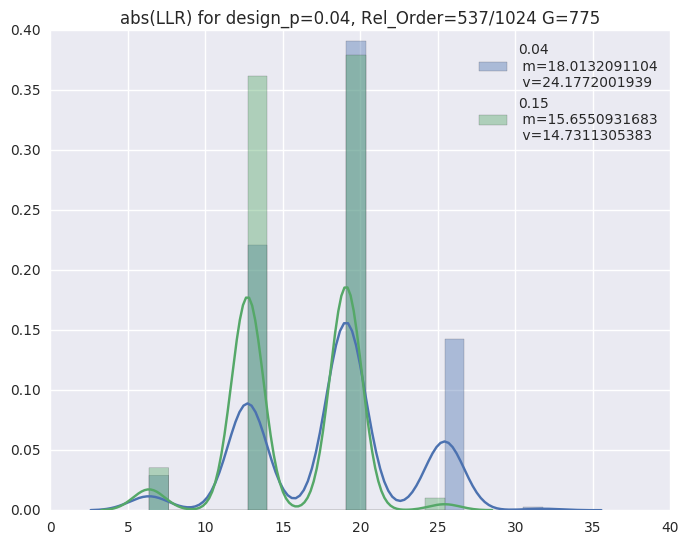 abs(LLR) for design_p=0.04, Rel_Order=537/1024 G=775
0.40
0.35
0.30
0.25
0.20
0.15
0.10
0.05
0.00
0.04
m=18.0132091104
v=24.1772001939
0.15
m=15.6550931683
v=14.7311305383
0 5 10 15 20 25 30 35 40